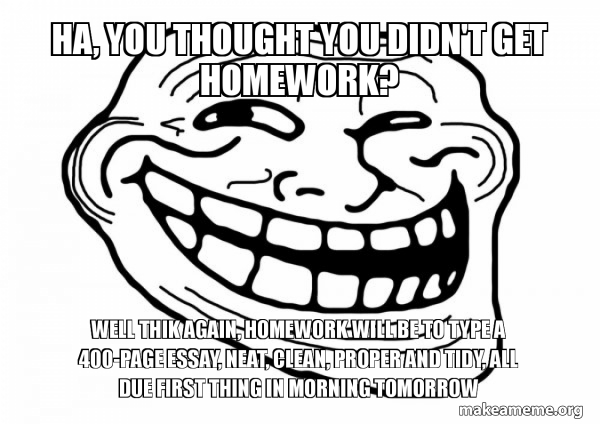 HA, YOU THOUGHT YOU DIDN'T GET
HOMEWORK?
WELL THIK AGAIN, HOMEWORK WILL BE TO TYPE A
400-PAGE ESSAY, NEAT, CLEAN, PROPER AND TIDY, ALL
DUE FIRST THING IN MORNING TOMORROW
makeameme.org